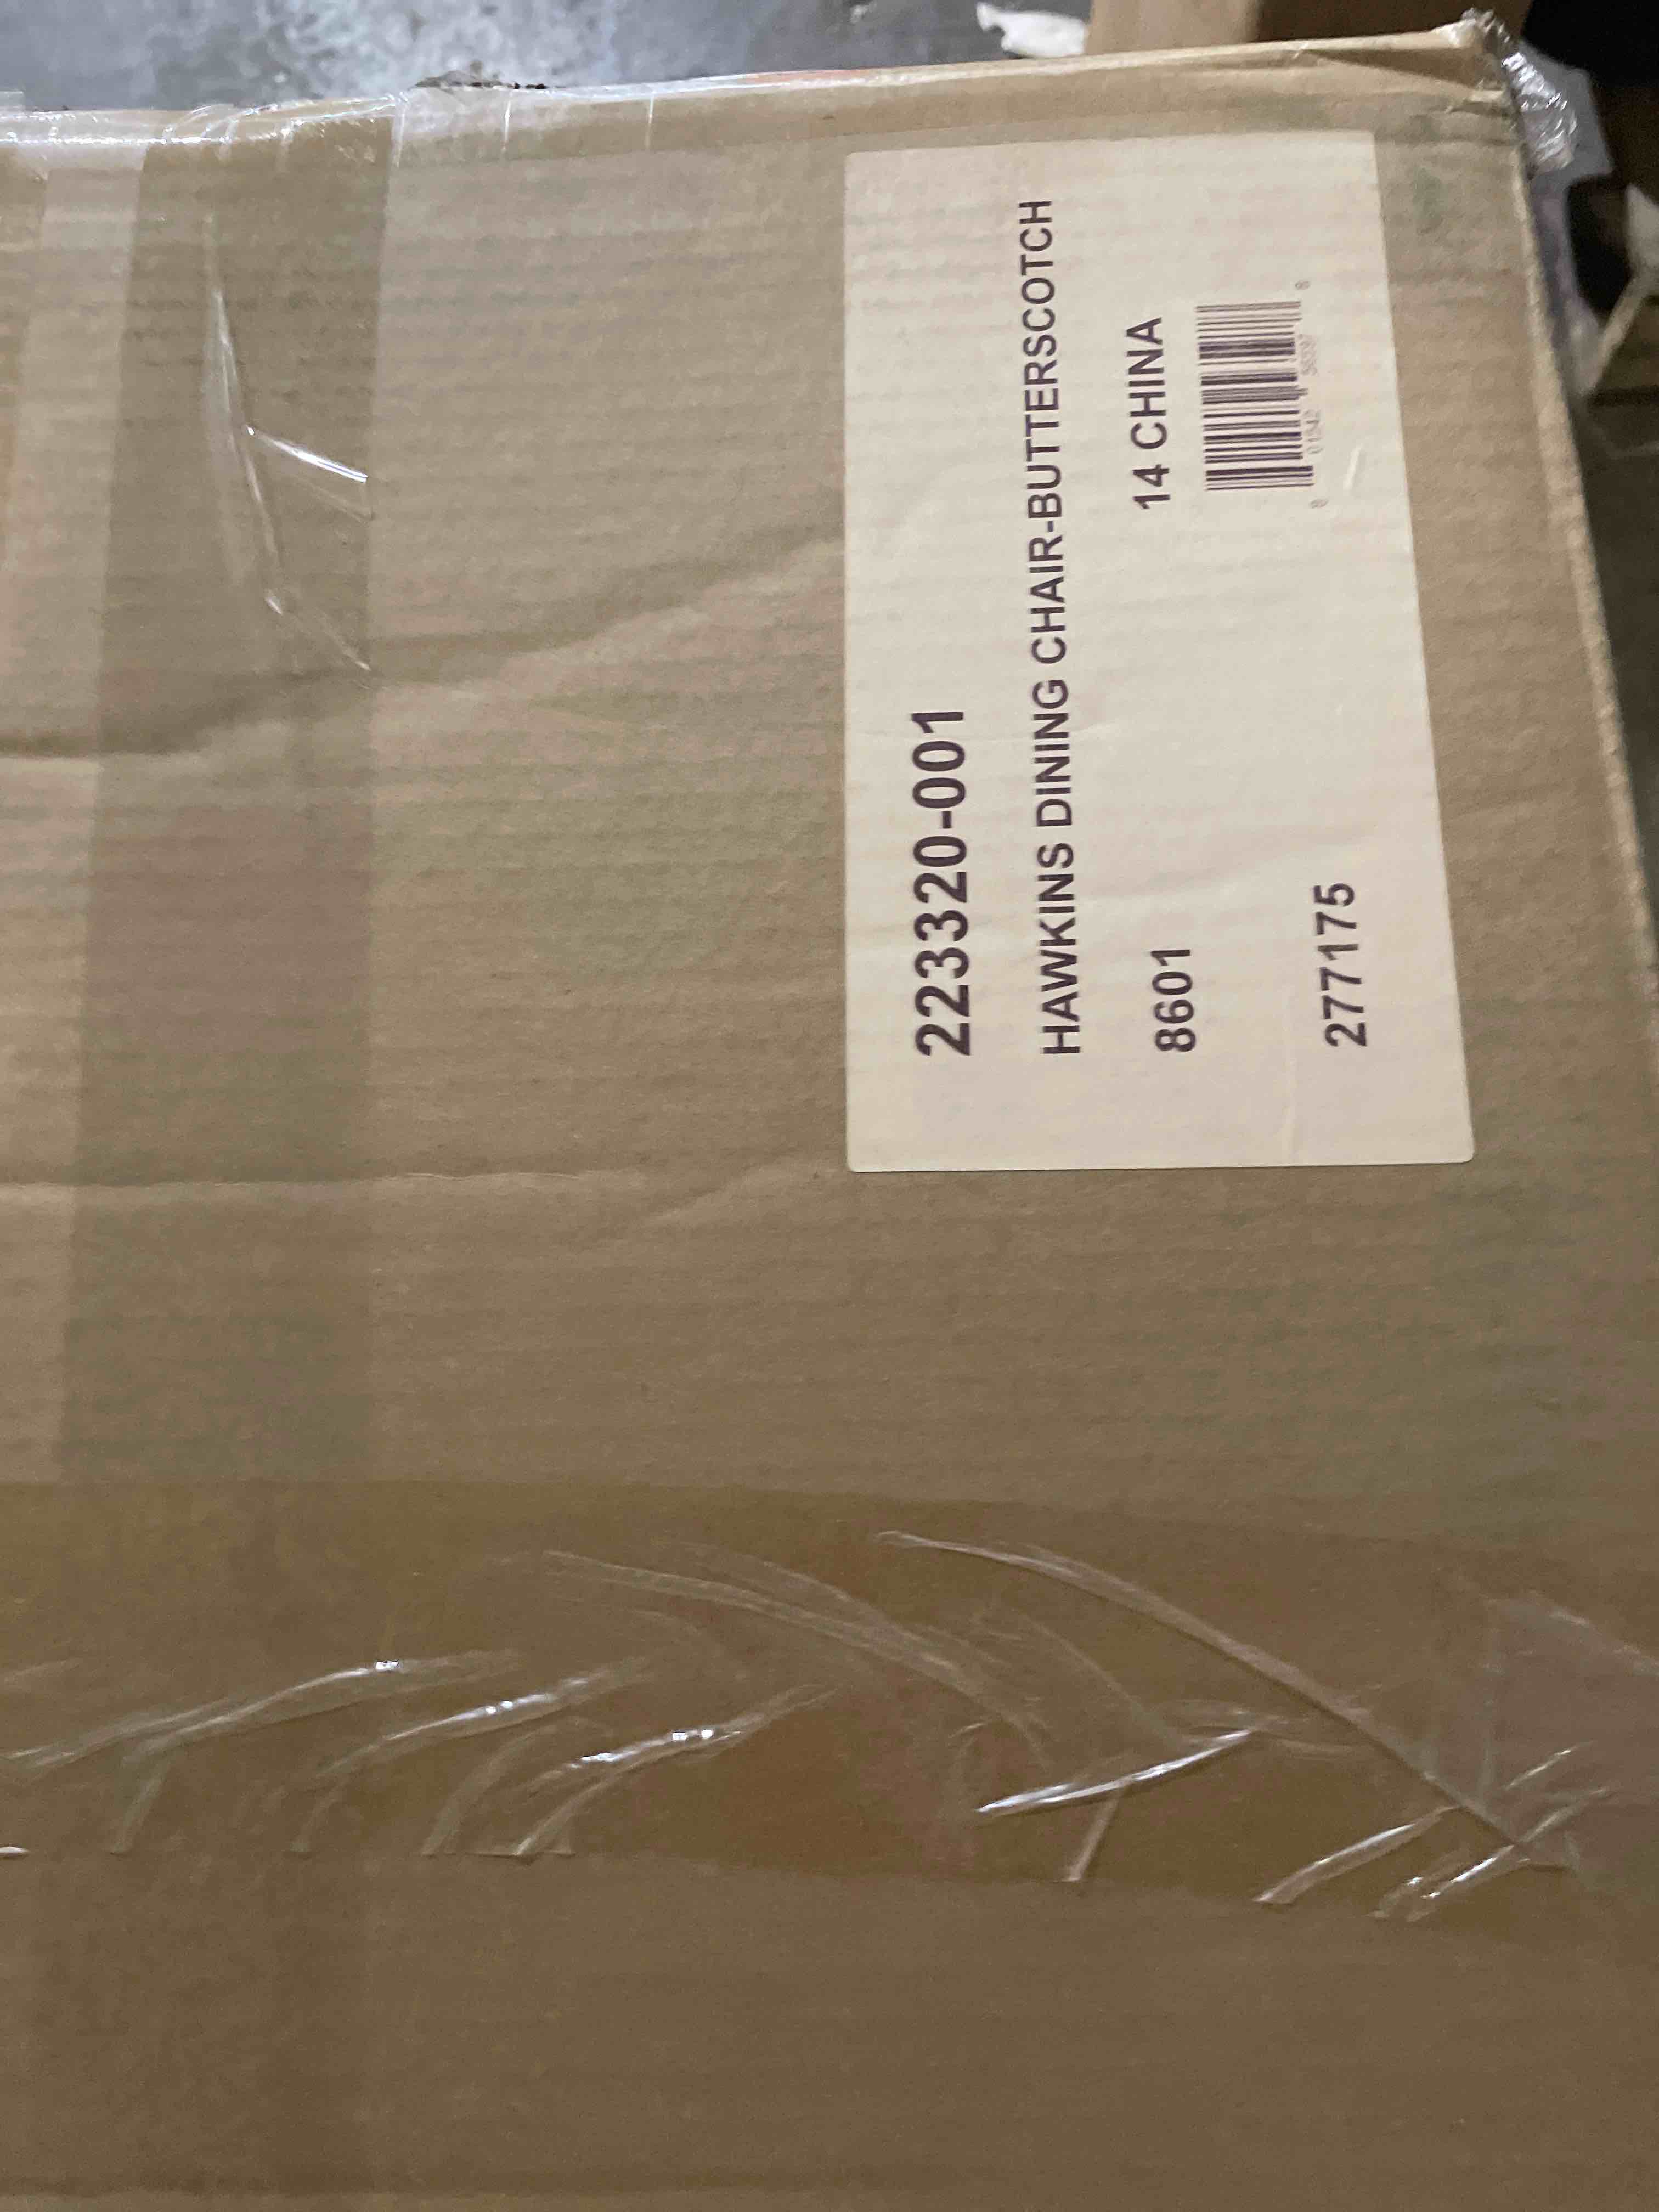 223320-001
HAWKINS DINING CHAIR-BUTTERSCOTCH
8601 14 CHINA
277175